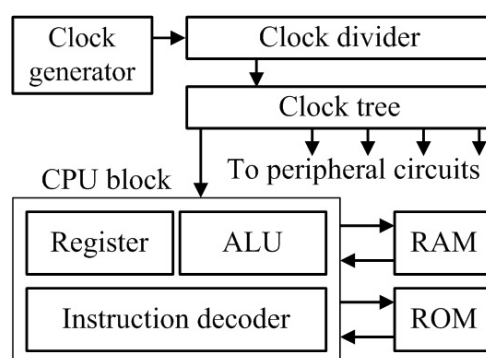 Clock
generator
Clock divider
Clock tree
To peripheral circuits
CPU block
Register
ALU
RAM
Instruction decoder
ROM